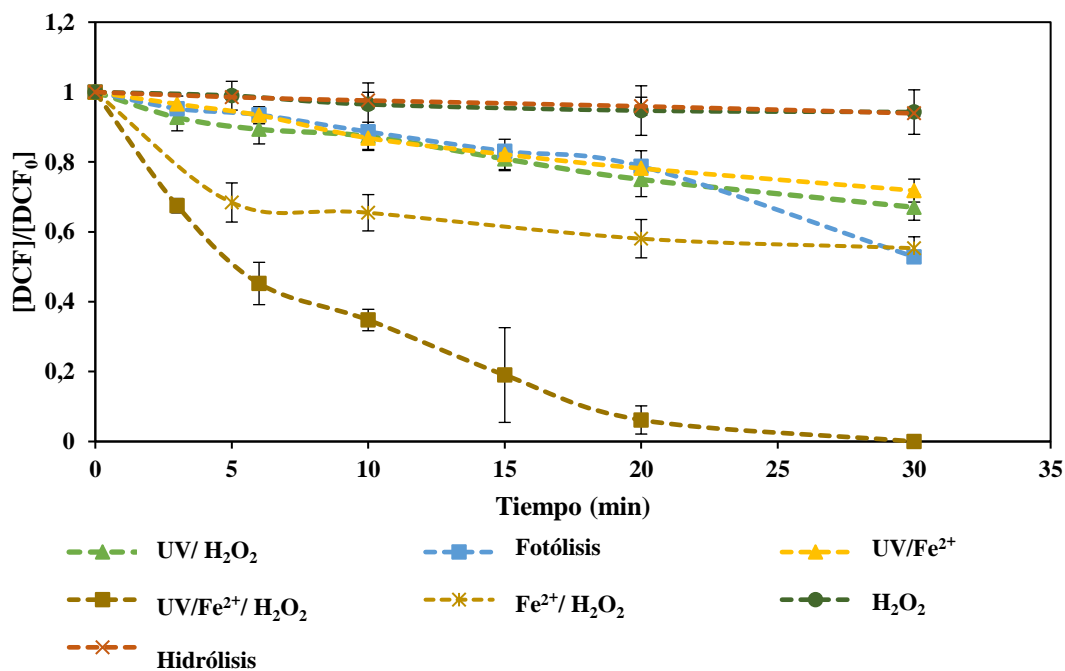 1,2
1
0,8
0,6
0,4
0,2
0
[DCF]/[DCF₀]
0 5 10 15 20 25 30 35
Tiempo (min)
UV/ H₂O₂ Fotólisis UV/Fe²⁺
UV/Fe²⁺/ H₂O₂ Fe²⁺/ H₂O₂ H₂O₂
Hidrólisis